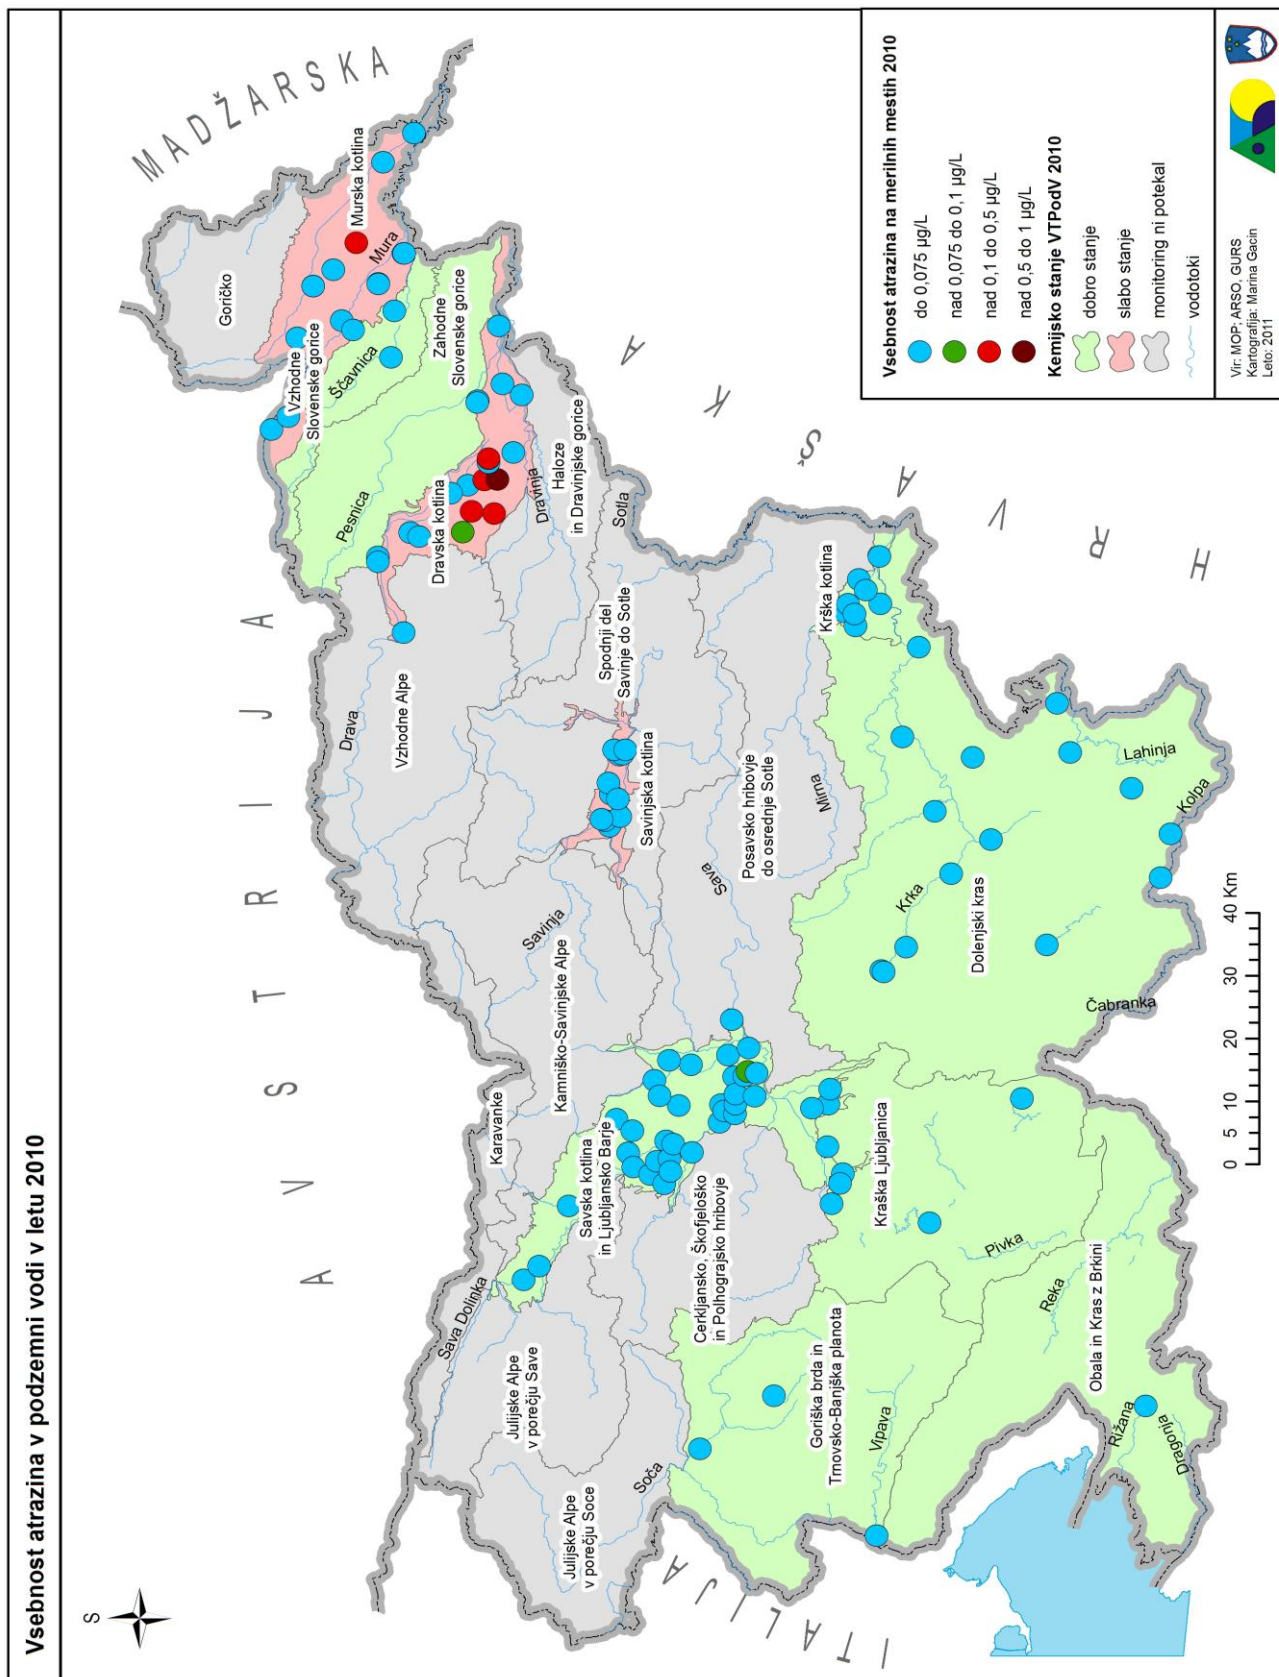 Vsebnost atrazina v podzemni vodi v letu 2010
S
AVSTRIJA
MADŽARSKA
HRVAŠKA
ITALIJA
Goričko
Murska kotlina
Mura
Vzhodne
Slovenske gorice
Ščavnica
Zahodne
Slovenske gorice
Pesnica
Dravska kotlina
Dravinja
Haloze
in Dravinjske gorice
Sotla
Drava
Vzhodne Alpe
Spodnji del
Savinje do Sotle
Savinjska kotlina
Savinja
Karavanke
Kamniško-Savinjske Alpe
Sava Dolinka
Julijske Alpe
v porečju Save
Julijske Alpe
v porečju Soče
Soča
Savska kotlina
in Ljubljansko Barje
Cerkljansko, Škofjeloško
in Polhograjsko hribovje
Sava
Posavsko hribovje
do osrednje Sotle
Mirna
Krška kotlina
Krka
Dolenjski kras
Lahinja
Kolpa
Čabranka
Kraška Ljubljanica
Pivka
Goriška brda in
Trnovsko-Banjška planota
Vipava
Reka
Obala in Kras z Brkini
Rižana
Dragonja
0 5 10 20 30 40 Km
Vsebnost atrazina na merilnih mestih 2010
do 0,075 µg/L
nad 0,075 do 0,1 µg/L
nad 0,1 do 0,5 µg/L
nad 0,5 do 1 µg/L
Kemijsko stanje VTPodV 2010
dobro stanje
slabo stanje
monitoring ni potekal
vodotoki
Vir: MOP, ARSO, GURS
Kartografija: Marina Gacin
Leto: 2011